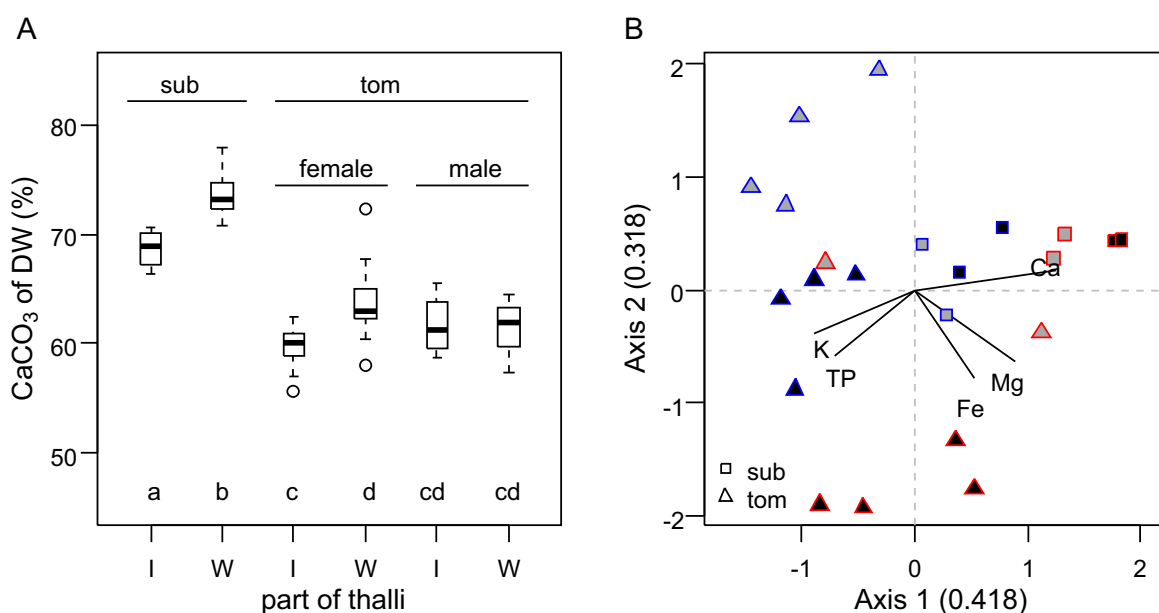 A
sub
tom
female
male
80
70
60
50
CaCO3 of DW (%)
a b c d cd cd
I W I W I W
part of thalli
B
2
1
0
-1
-2
Axis 2 (0.318)
Ca
K
TP
Mg
Fe
sub
tom
-1 0 1 2
Axis 1 (0.418)